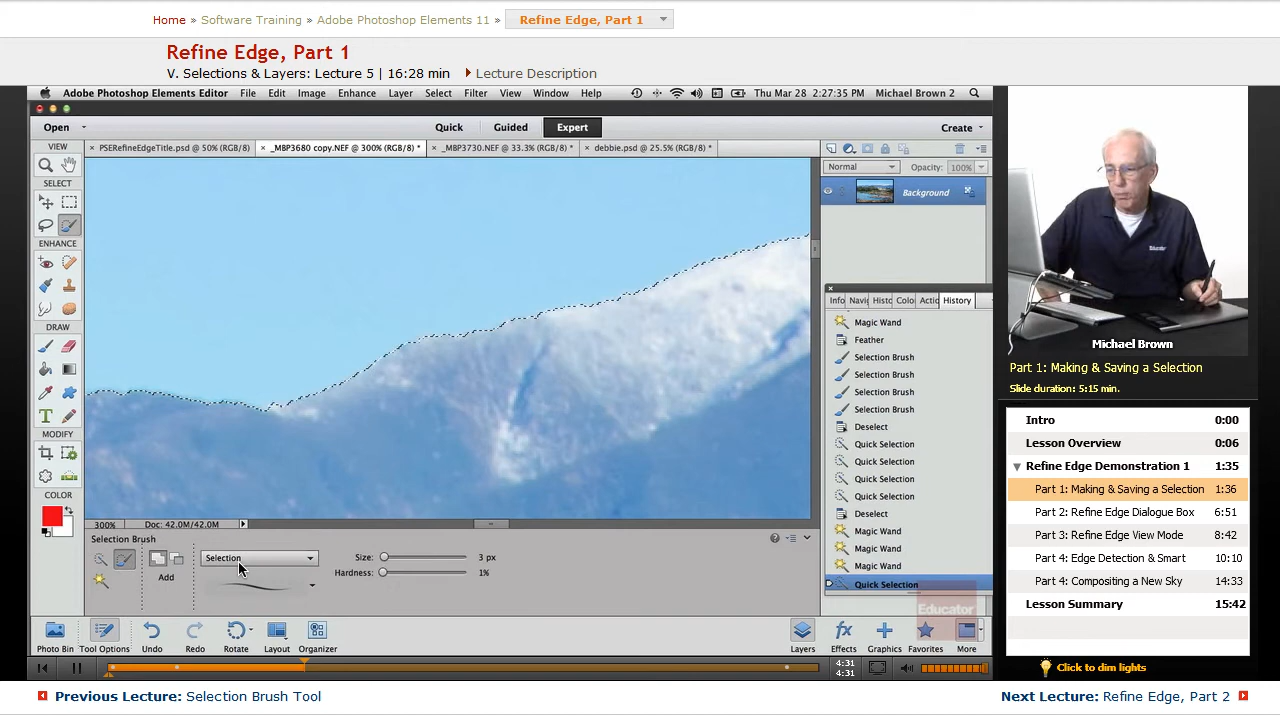 Home » Software Training » Adobe Photoshop Elements 11 » Refine Edge, Part 1
Refine Edge, Part 1
V. Selections & Layers: Lecture 5 | 16:28 min Lecture Description
Adobe Photoshop Elements Editor File Edit Image Enhance Layer Select Filter View Window Help Thu Mar 28 2:27:35 PM Michael Brown 2
Open Quick Guided Expert Create
VIEW × PSERefineEdgeTitle.psd @ 50% (RGB/8) × _MBP3680 copy.NEF @ 300% (RGB/8) * × _MBP3730.NEF @ 33.3% (RGB/8) * × debbie.psd @ 25.5% (RGB/8) *
Normal Opacity: 100%
SELECT
Background
ENHANCE
Info Navi Histo Colo Actio History
Magic Wand
DRAW
Feather
Selection Brush
Selection Brush
Selection Brush
Selection Brush
T
Deselect
MODIFY
Quick Selection
Quick Selection
Quick Selection
Quick Selection
COLOR
Deselect
300% Doc: 42.0M/42.0M
Magic Wand
Magic Wand
Magic Wand
Quick Selection
Selection Brush
Selection Size: 3 px
Add Hardness: 1%
Educator
Photo Bin Tool Options Undo Redo Rotate Layout Organizer Layers Effects Graphics Favorites More
fx
Educator
Michael Brown
Part 1: Making & Saving a Selection
Slide duration: 5:15 min.
Intro 0:00
Lesson Overview 0:06
Refine Edge Demonstration 1 1:35
Part 1: Making & Saving a Selection 1:36
Part 2: Refine Edge Dialogue Box 6:51
Part 3: Refine Edge View Mode 8:42
Part 4: Edge Detection & Smart 10:10
Part 4: Compositing a New Sky 14:33
Lesson Summary 15:42
4:31
4:31
Click to dim lights
Previous Lecture: Selection Brush Tool
Next Lecture: Refine Edge, Part 2